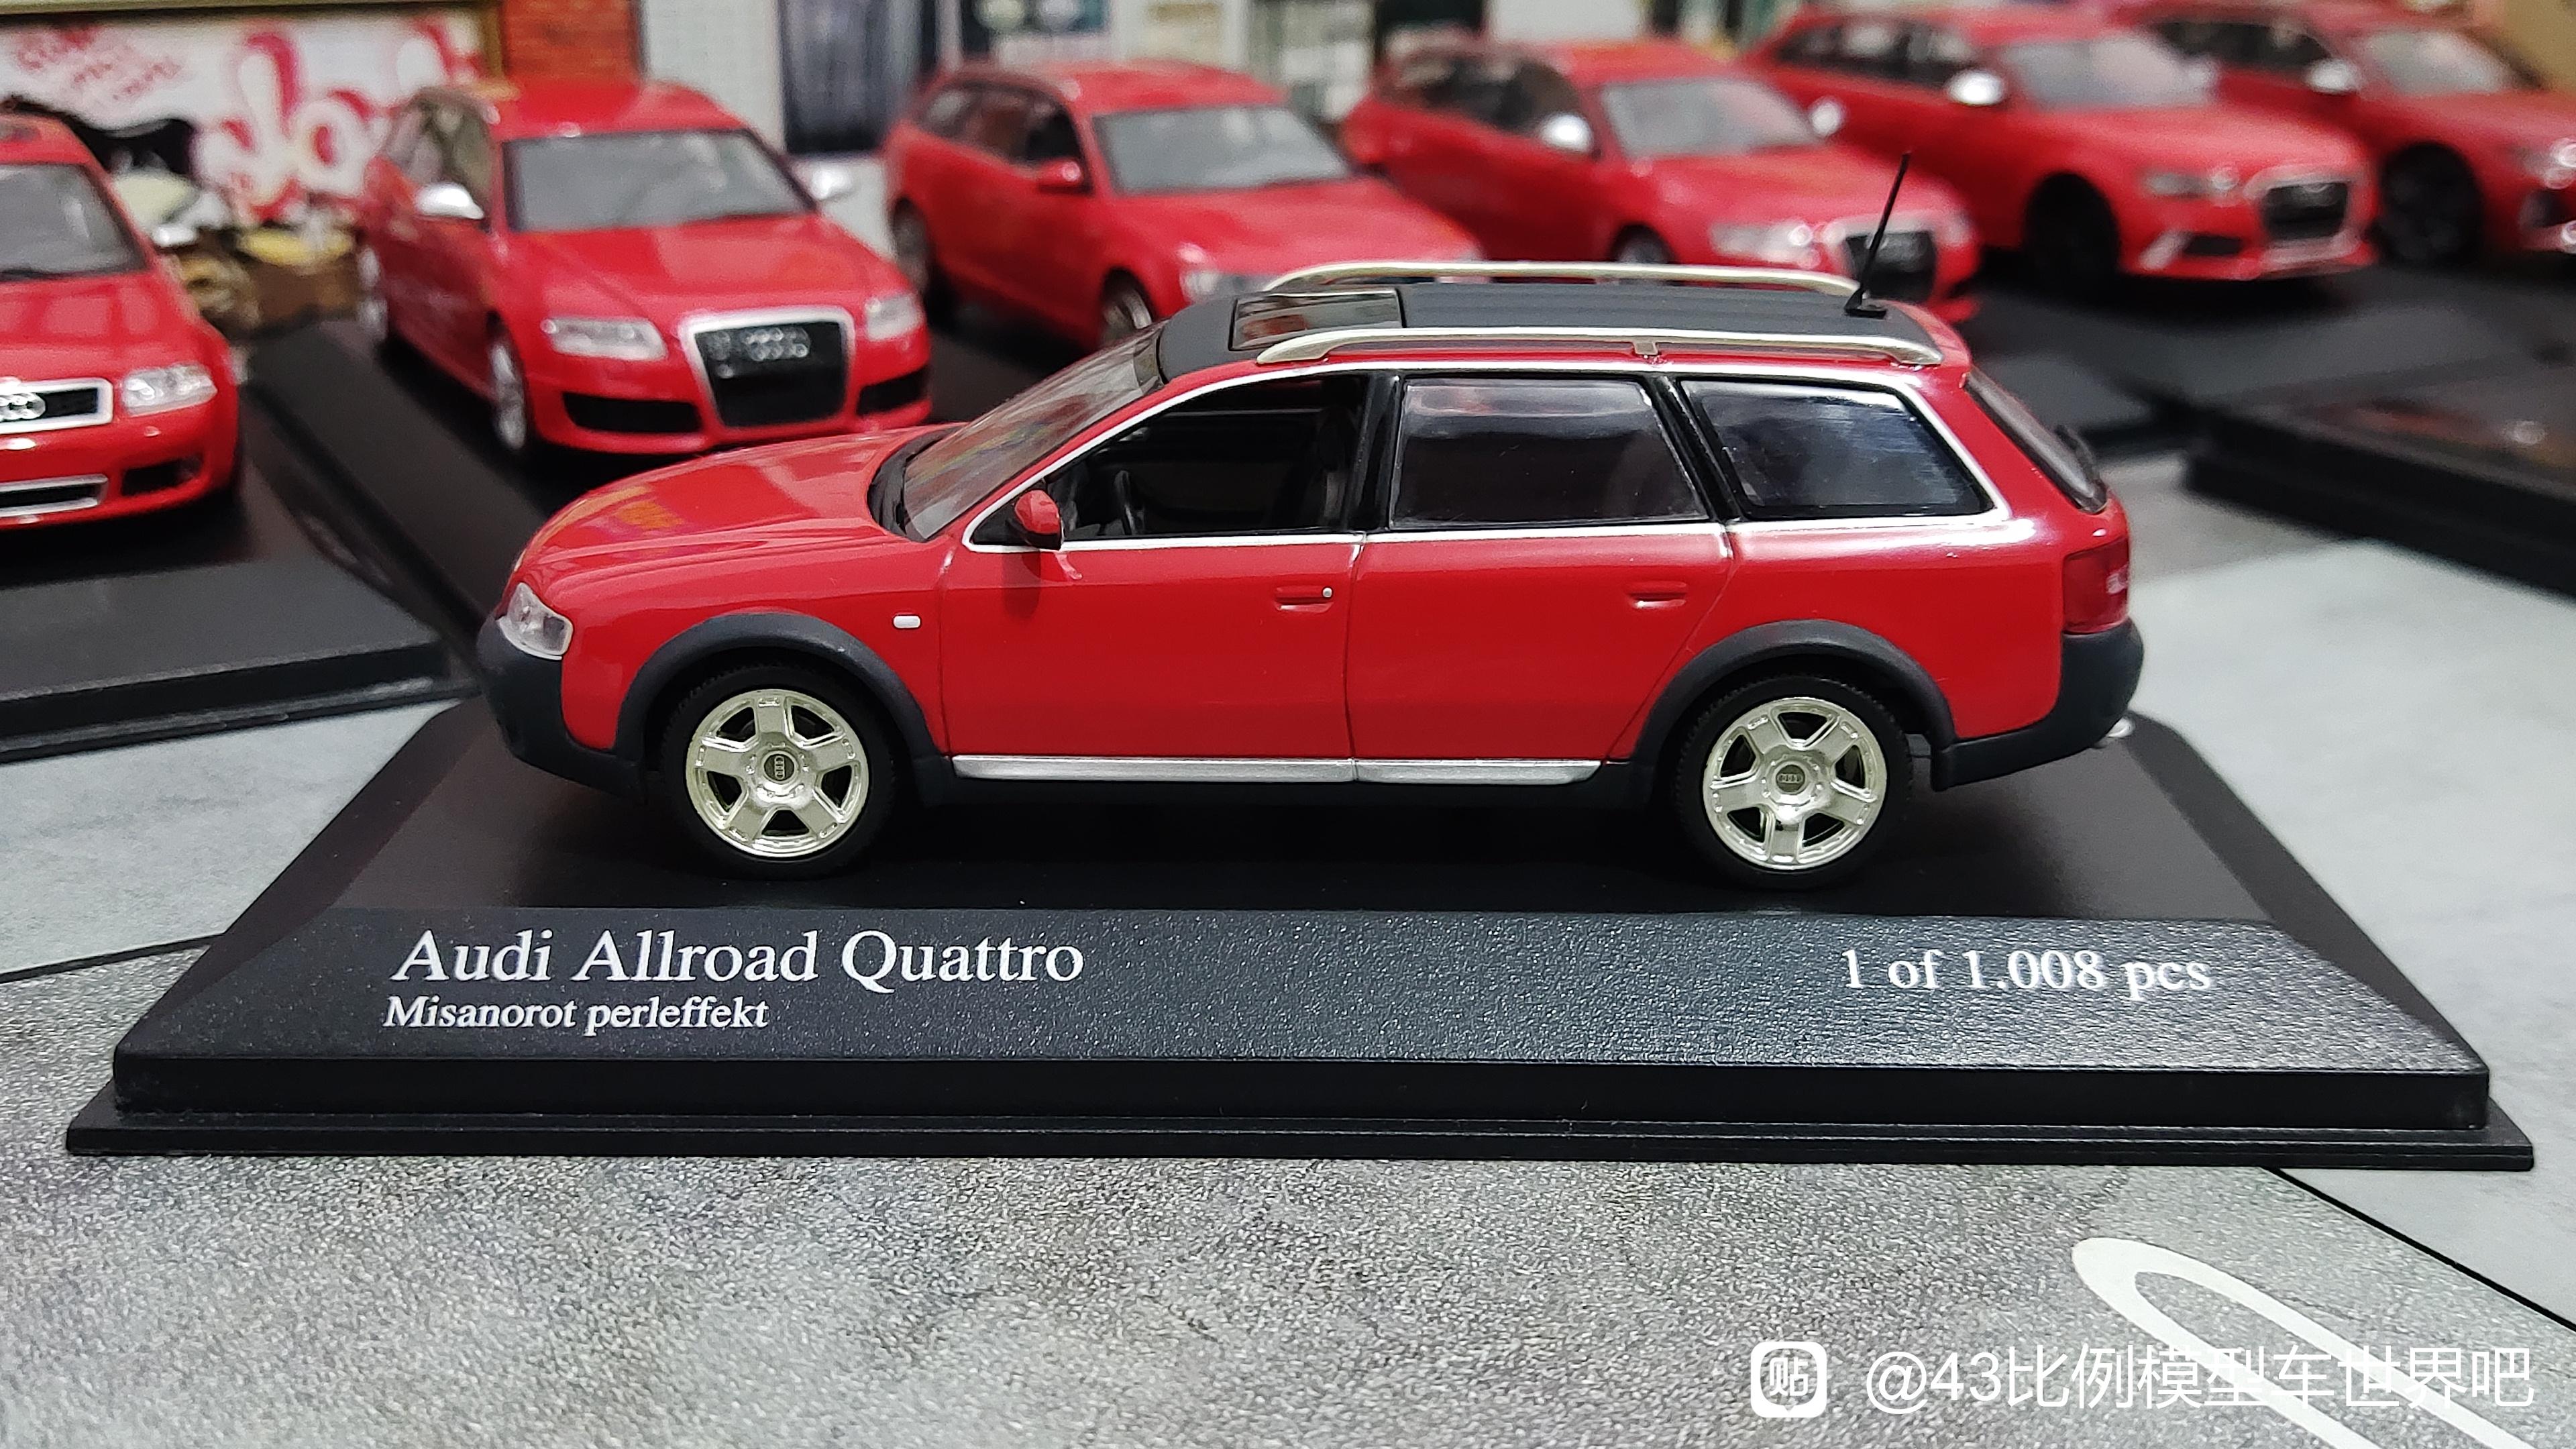 Audi Allroad Quattro
Misanorot perleffekt
1 of 1.008 pcs
贴 @43比例模型车世界吧